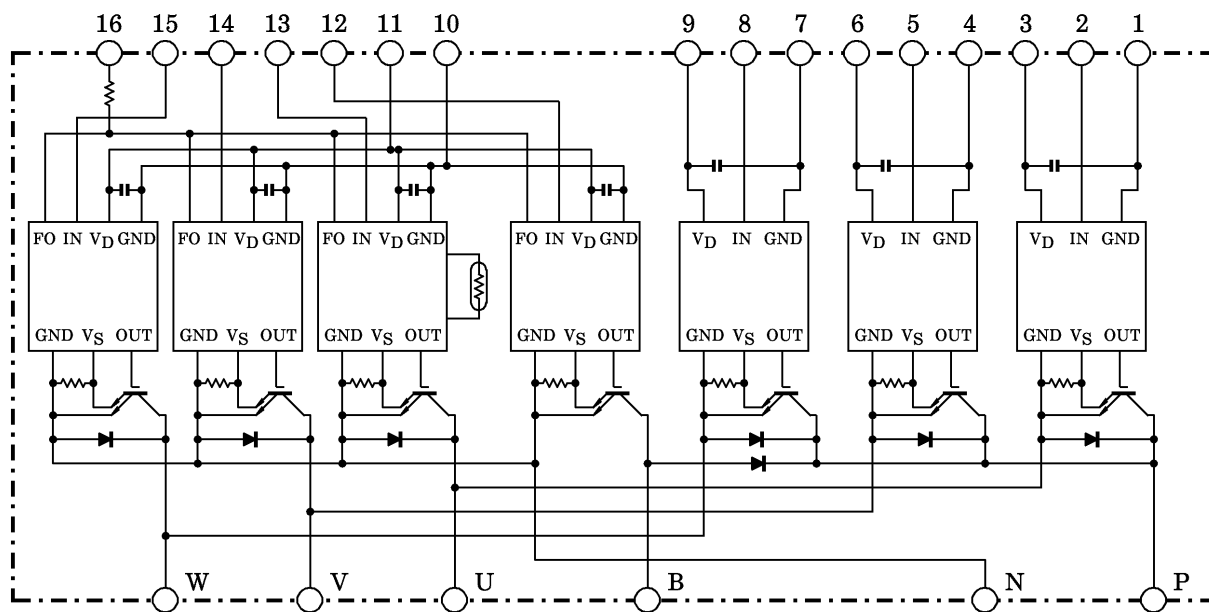 16 15 14 13 12 11 10 9 8 7 6 5 4 3 2 1
FO IN VD GND FO IN VD GND FO IN VD GND FO IN VD GND VD IN GND VD IN GND VD IN GND
GND VS OUT GND VS OUT GND VS OUT GND VS OUT GND VS OUT GND VS OUT GND VS OUT
W V U B N P